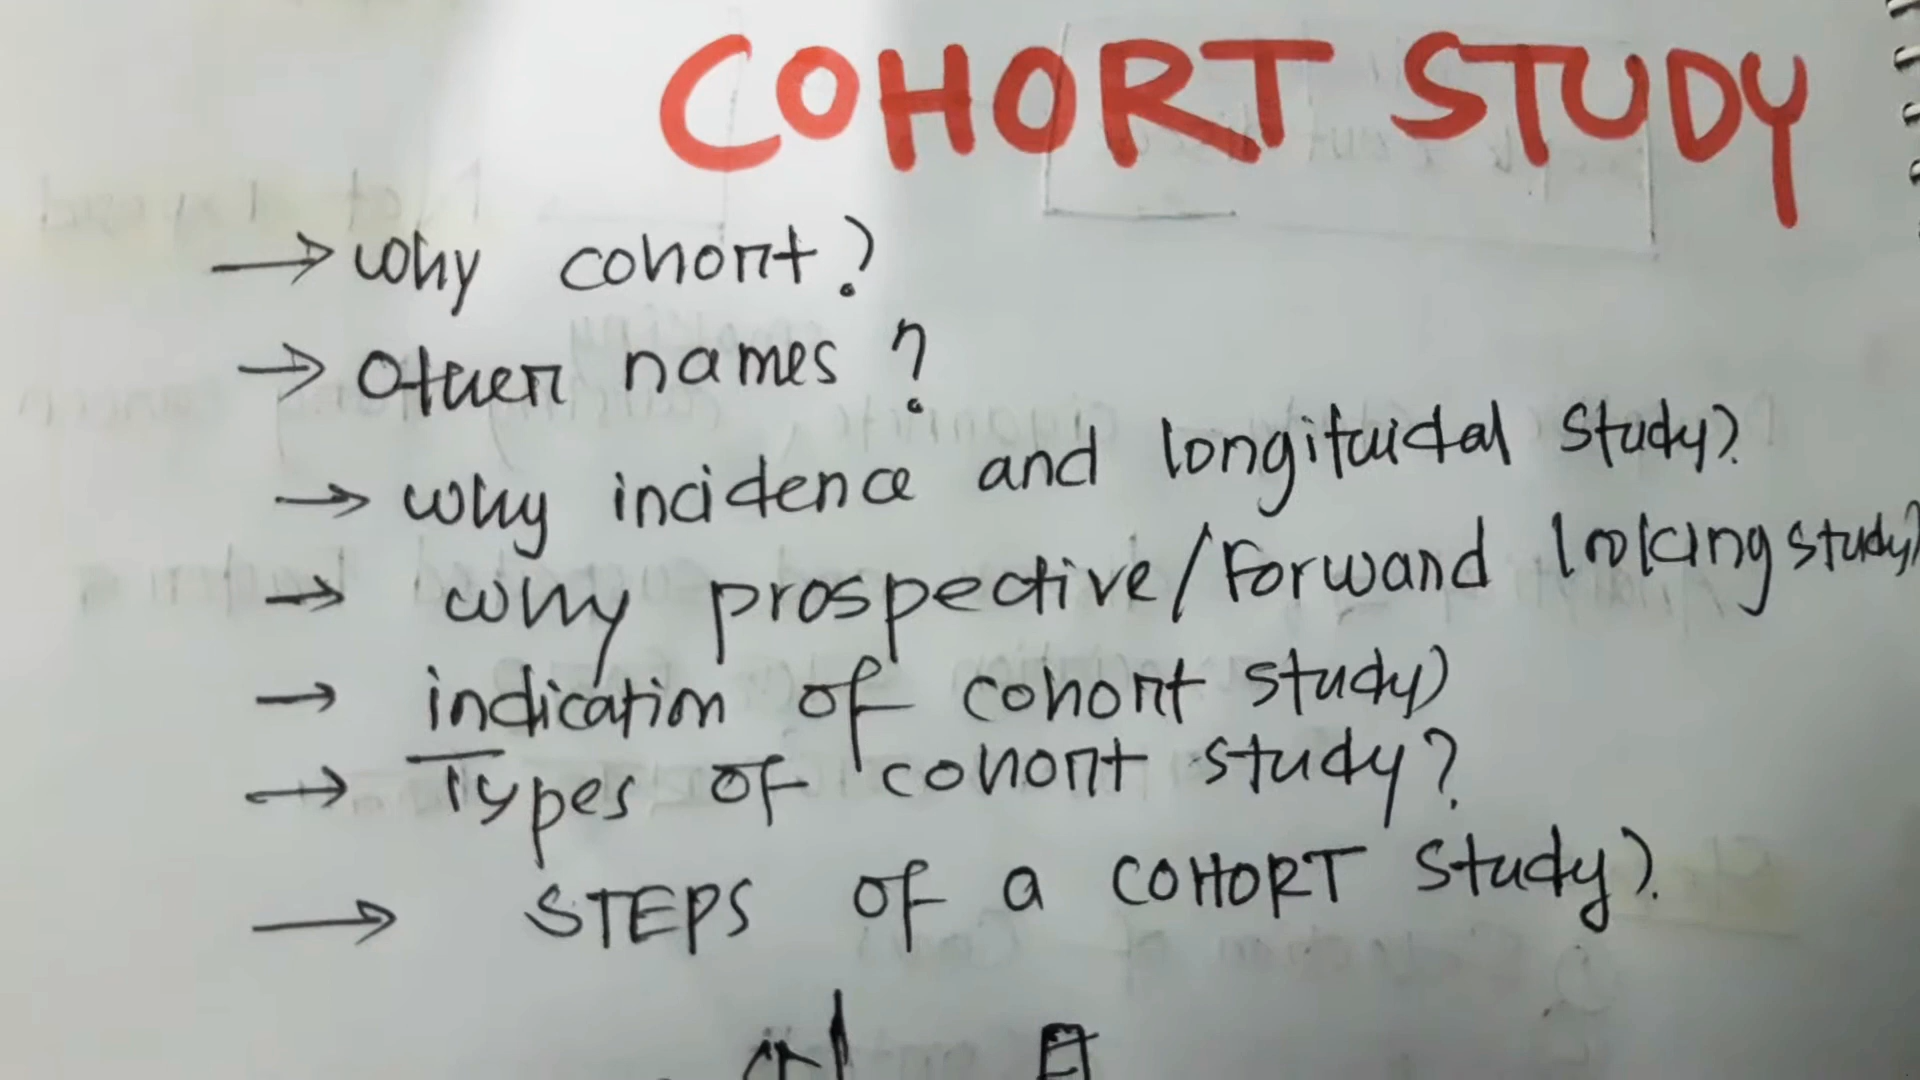 COHORT STUDY
→ why cohort?
→ Other names?
→ why incidence and longituidal study?
→ why prospective/Forward looking study?
→ indication of cohort study?
→ Types of cohort study?
→ STEPS of a COHORT study?